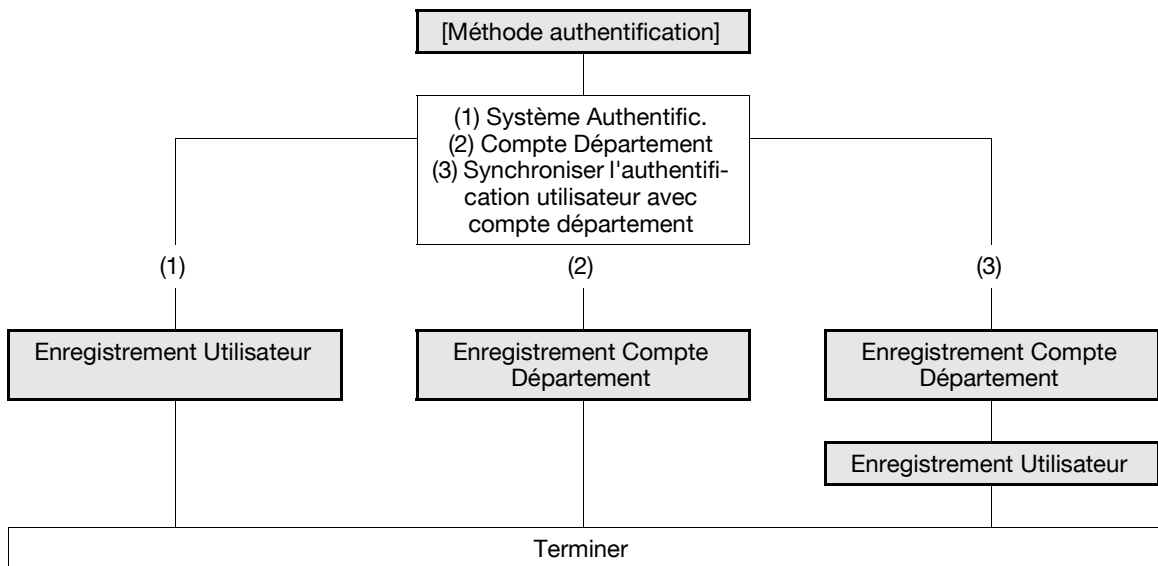 [Méthode authentification]
(1) Système Authentific.
(2) Compte Département
(3) Synchroniser l'authentifi-
cation utilisateur avec
compte département
(1)
(2)
(3)
Enregistrement Utilisateur
Enregistrement Compte
Département
Enregistrement Compte
Département
Enregistrement Utilisateur
Terminer